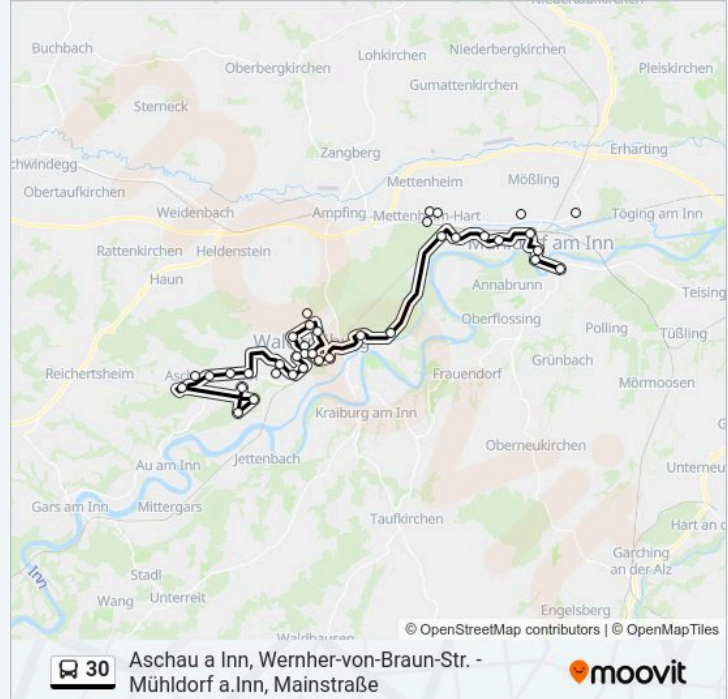 Niedertaufkirchen
Buchbach
Lohkirchen
Niederbergkirchen
Oberbergkirchen
Pleiskirchen
Gumattenkirchen
Sterneck
Zangberg
Erharting
chwindegg
Mettenheim
Mößling
Obertaufkirchen
Weidenbach
Ampfing
Mettenheim-Hart
Töging am Inn
Rattenkirchen
Heldenstein
Mühldorf am Inn
Haun
Annabrunn
Teising
Oberflossing
Polling
Tüßling
Reichertsheim
Grünbach
Frauendorf
Mörmoosen
Kraiburg am Inn
Oberneukirchen
Au am Inn
Jettenbach
Unterneu
Gars am Inn
Mittergars
Taufkirchen
Hart an d
Garching
an der Alz
Inn
Stadl
Wang
Unterreit
Engelsberg
Waldhausen
© OpenStreetMap contributors | © OpenMapTiles
30
Aschau a Inn, Wernher-von-Braun-Str. -
Mühldorf a.Inn, Mainstraße
moovit